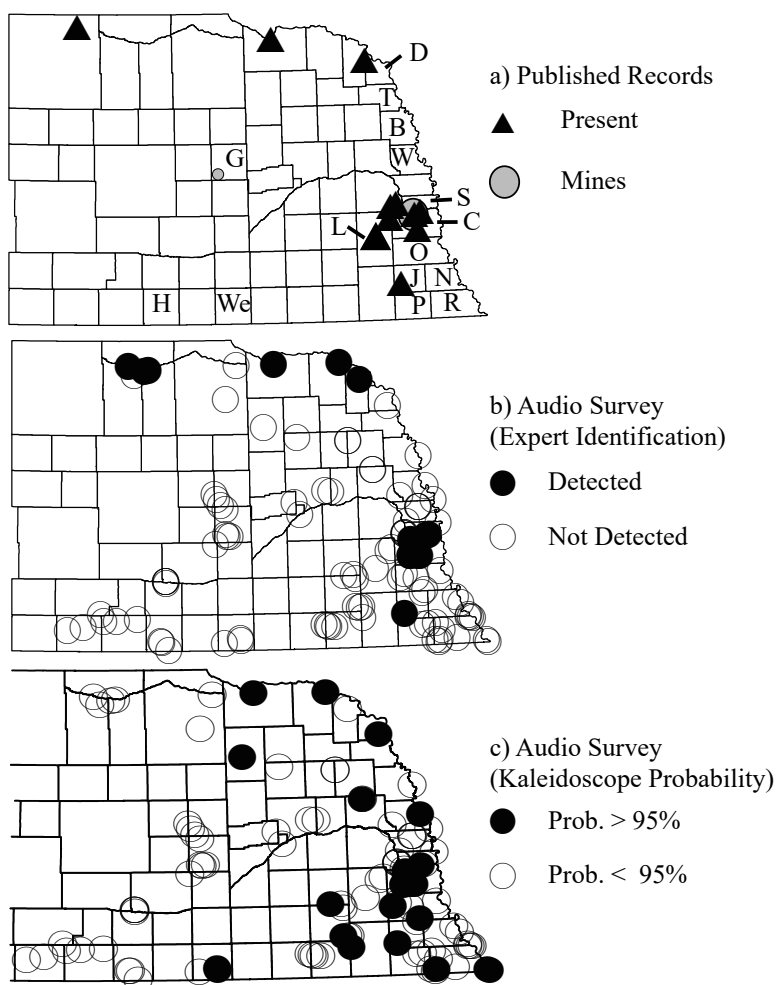 D
a) Published Records
T
Present
B
W
G
Mines
S
L
C
O
J N
H We P R
b) Audio Survey
(Expert Identification)
Detected
Not Detected
c) Audio Survey
(Kaleidoscope Probability)
Prob. > 95%
Prob. < 95%